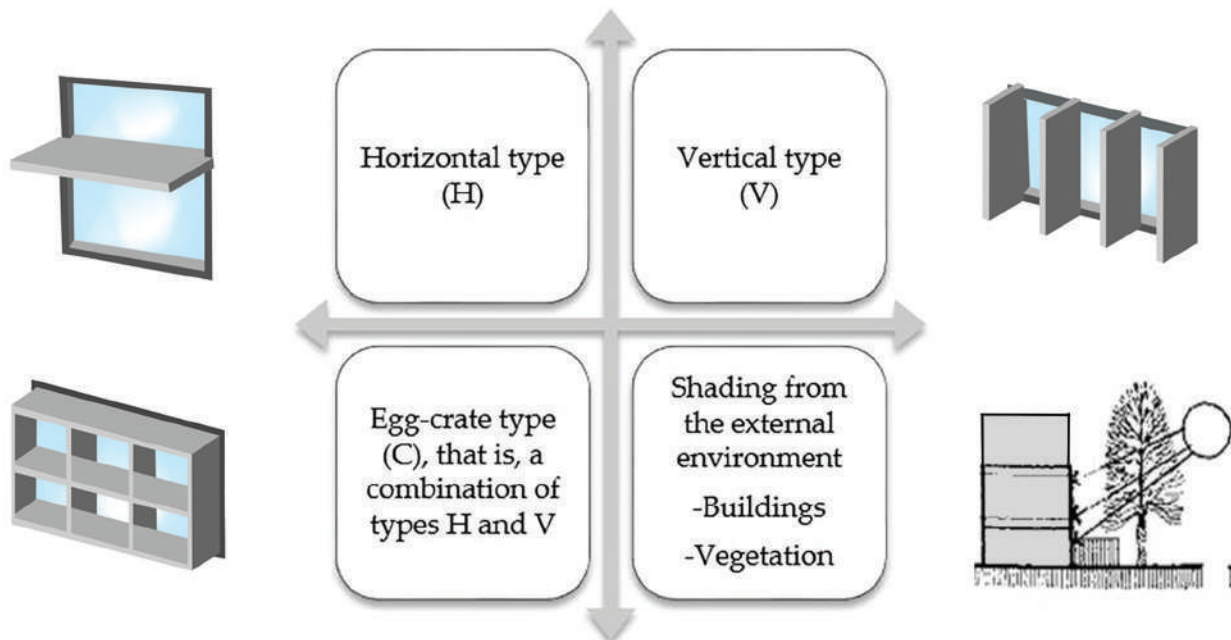 Horizontal type
(H)
Vertical type
(V)
Egg-crate type
(C), that is, a
combination of
types H and V
Shading from
the external
environment
-Buildings
-Vegetation